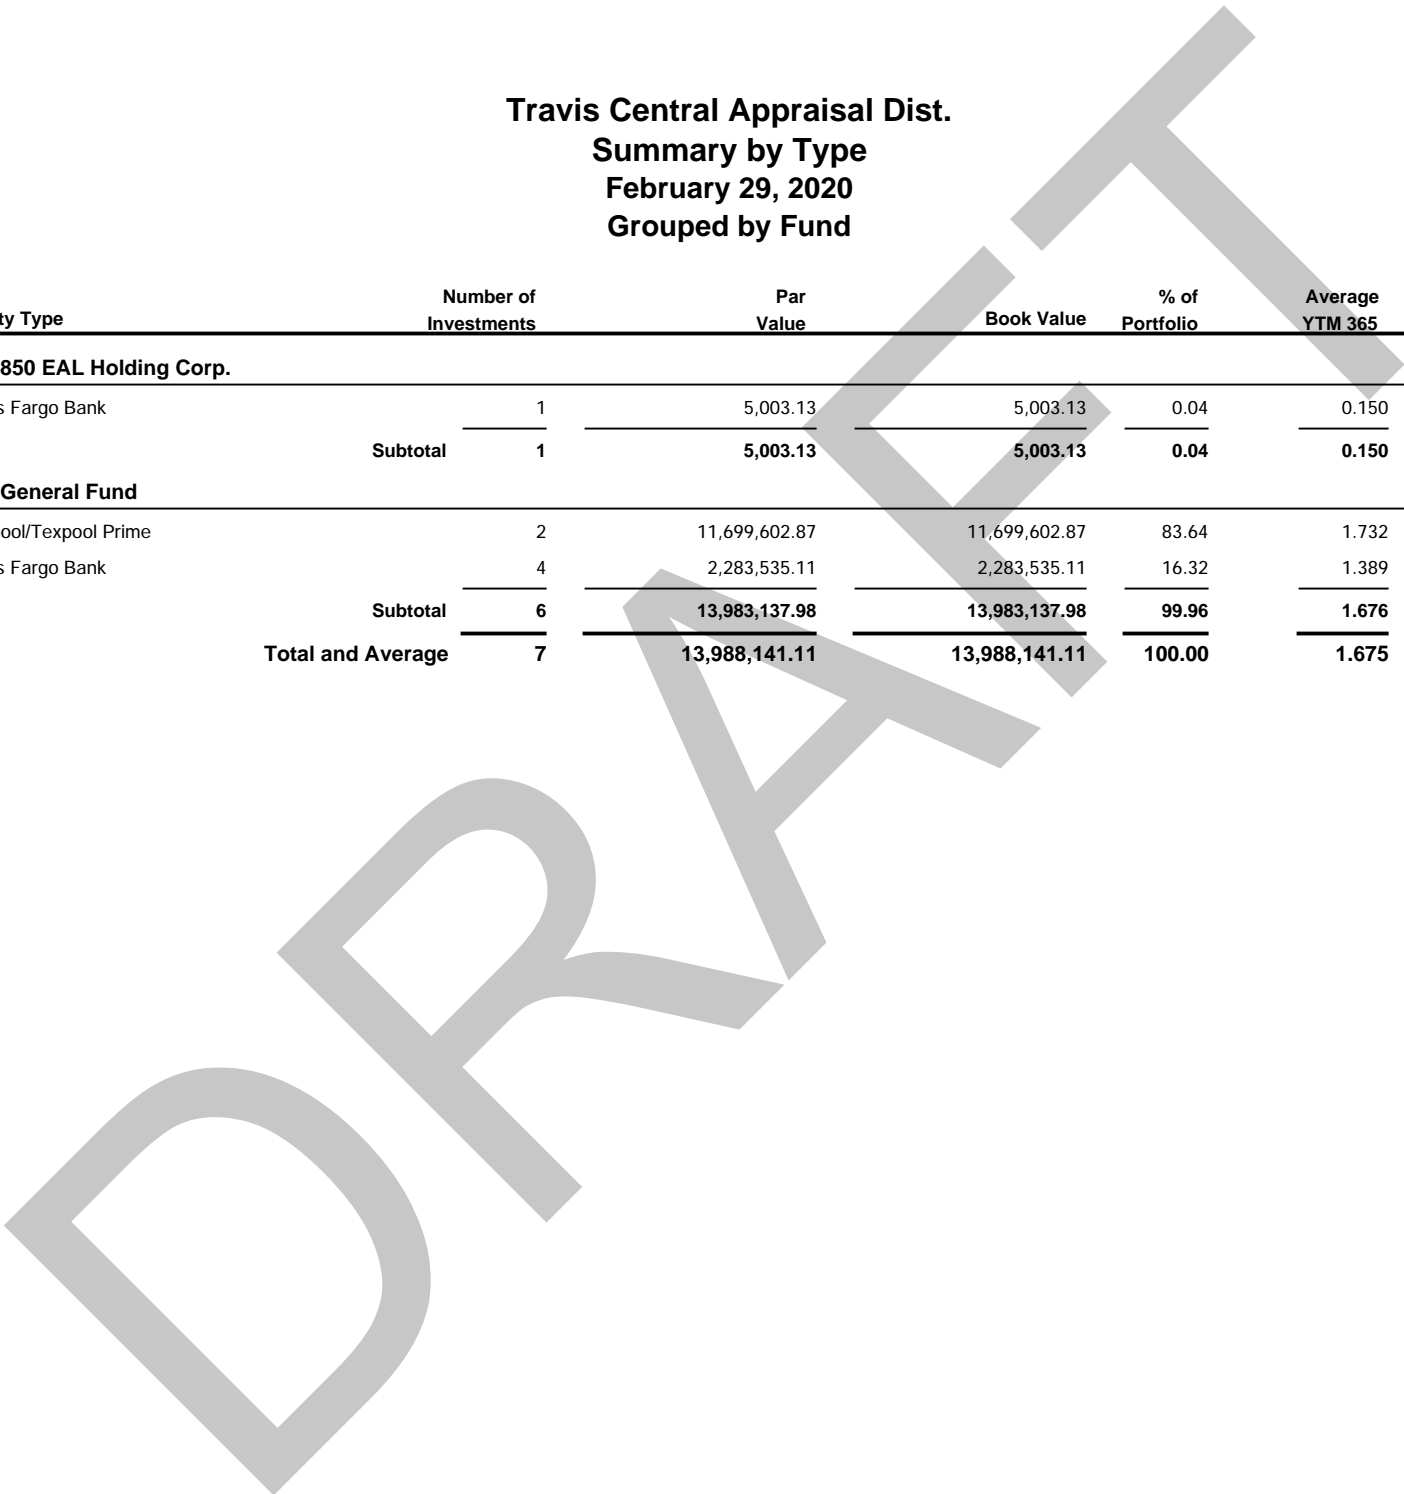 Travis Central Appraisal Dist.
Summary by Type
February 29, 2020
Grouped by Fund
ty Type Number of Investments Par Value Book Value % of Portfolio Average YTM 365
850 EAL Holding Corp.
s Fargo Bank 1 5,003.13 5,003.13 0.04 0.150
Subtotal 1 5,003.13 5,003.13 0.04 0.150
General Fund
ool/Texpool Prime 2 11,699,602.87 11,699,602.87 83.64 1.732
s Fargo Bank 4 2,283,535.11 2,283,535.11 16.32 1.389
Subtotal 6 13,983,137.98 13,983,137.98 99.96 1.676
Total and Average 7 13,988,141.11 13,988,141.11 100.00 1.675
DRAFT